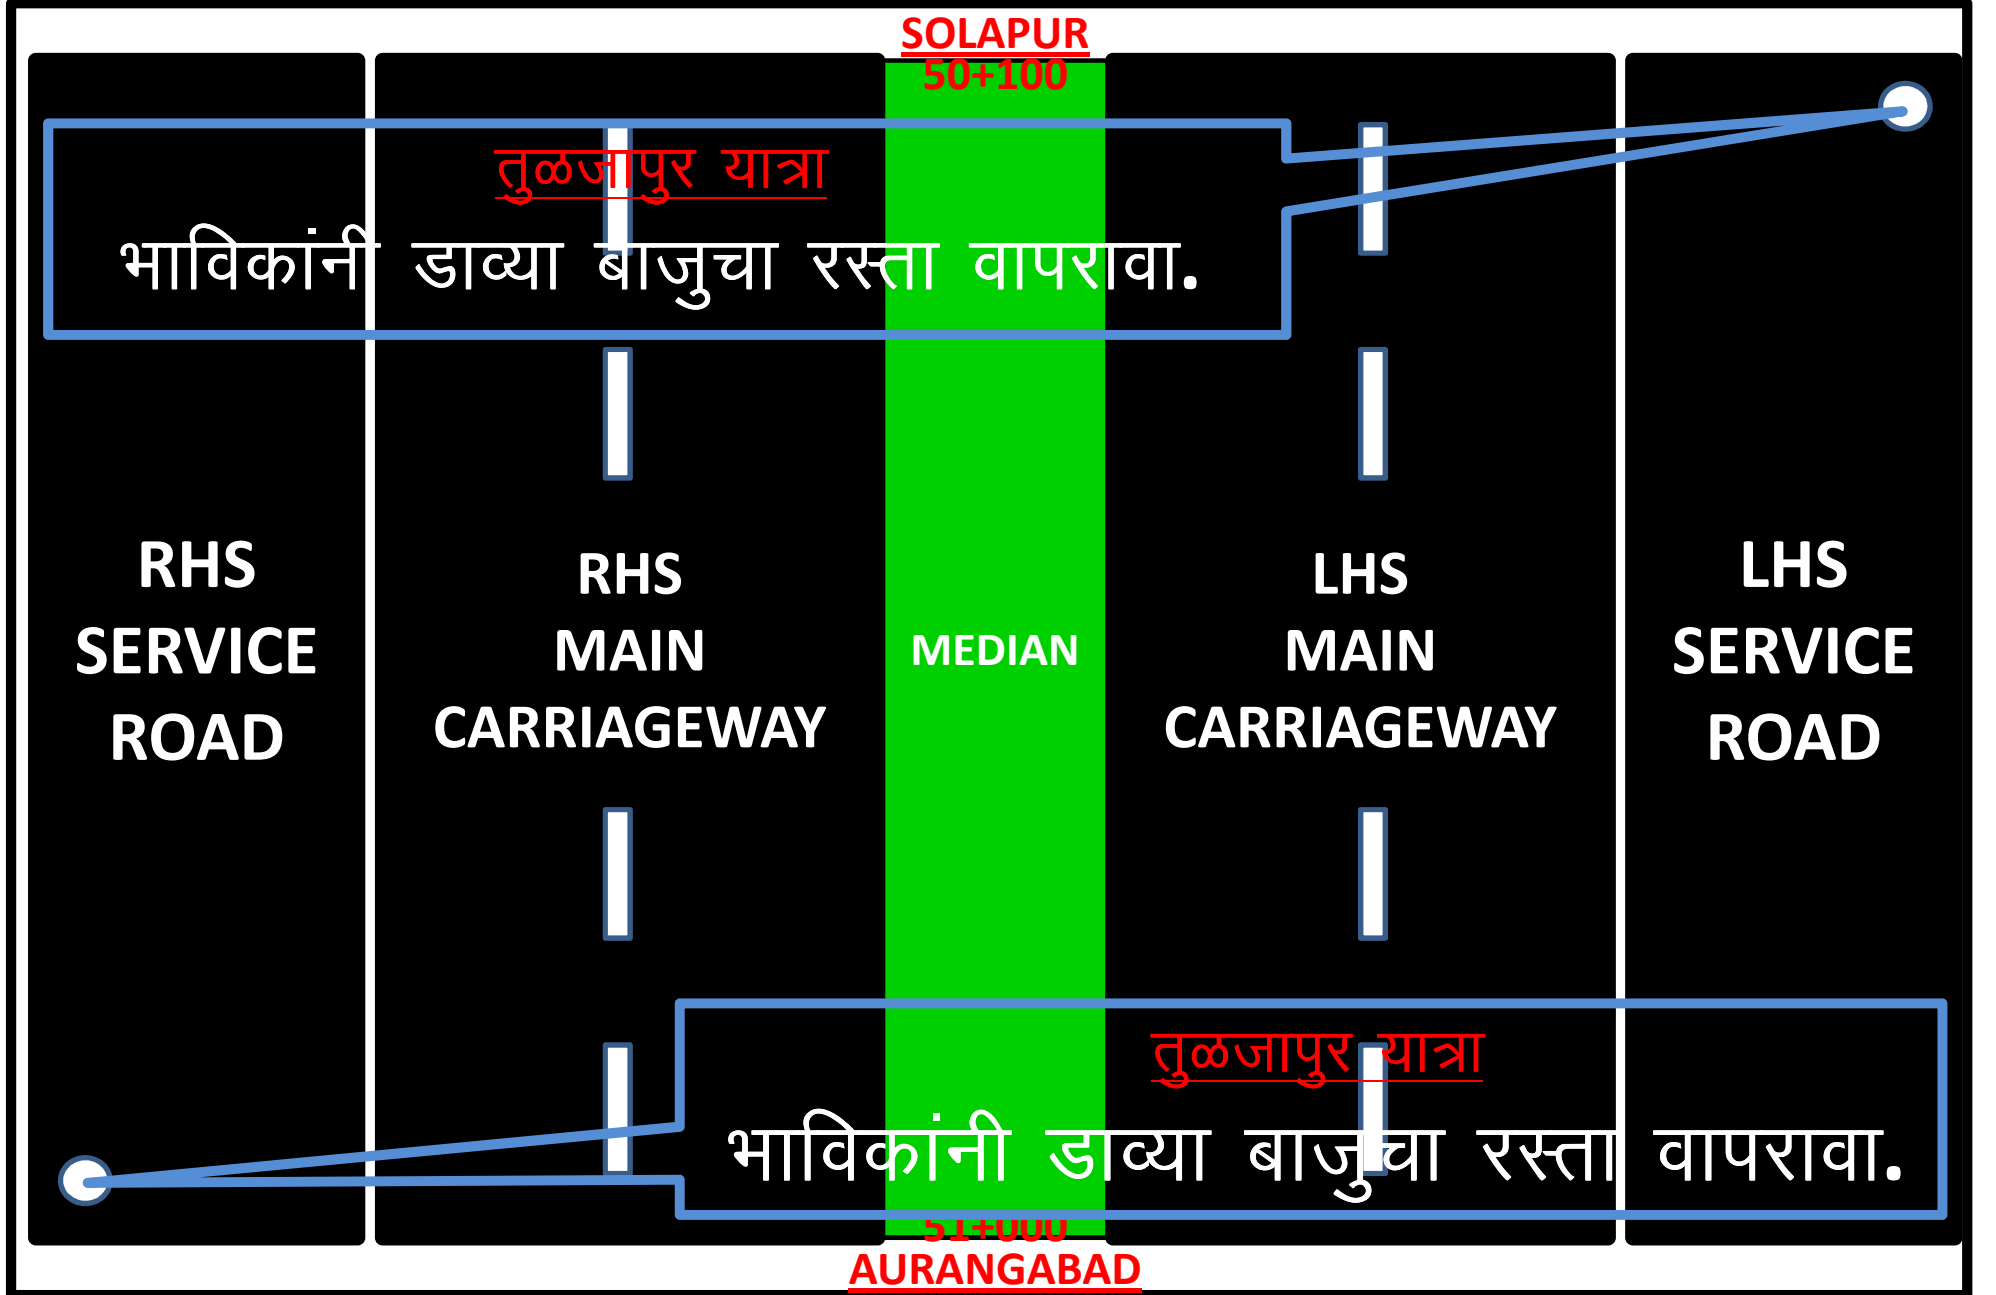 SOLAPUR
50+100
तुळजापुर यात्रा
भाविकांनी डाव्या बाजुचा रस्ता वापरावा.
RHS
SERVICE
ROAD
RHS
MAIN
CARRIAGEWAY
MEDIAN
LHS
MAIN
CARRIAGEWAY
LHS
SERVICE
ROAD
तुळजापुर यात्रा
भाविकांनी डाव्या बाजुचा रस्ता वापरावा.
51+000
AURANGABAD